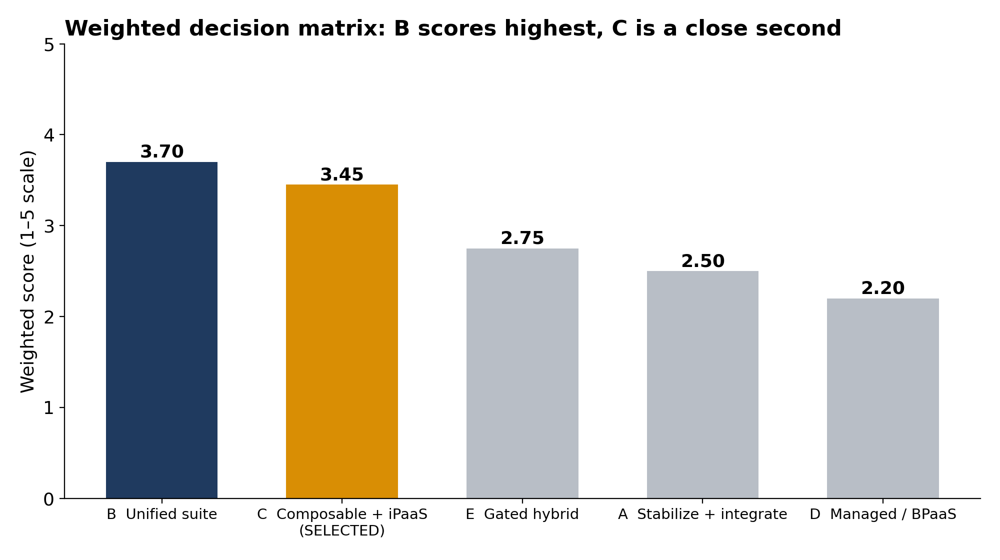 Weighted decision matrix: B scores highest, C is a close second
Weighted score (1–5 scale)
5
4
3
2
1
0
3.70
3.45
2.75
2.50
2.20
B  Unified suite
C  Composable + iPaaS
(SELECTED)
E  Gated hybrid
A  Stabilize + integrate
D  Managed / BPaaS